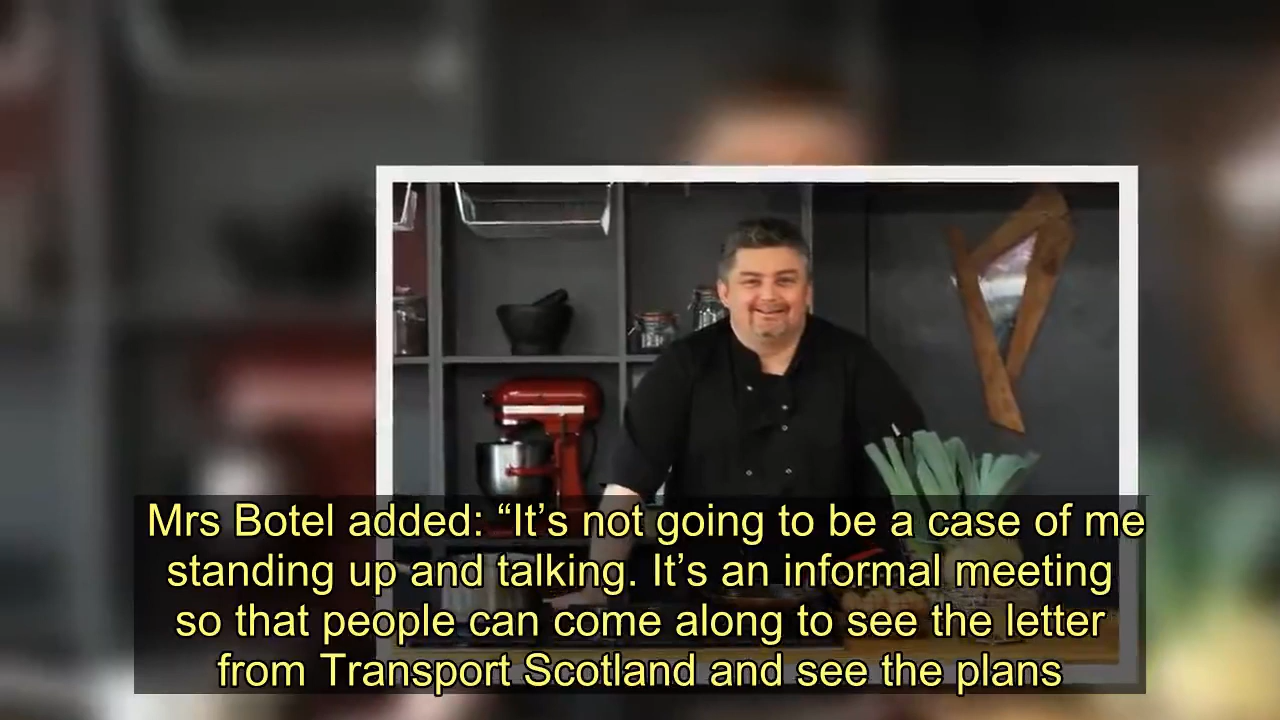 Mrs Botel added: “It’s not going to be a case of me
standing up and talking. It’s an informal meeting
so that people can come along to see the letter
from Transport Scotland and see the plans